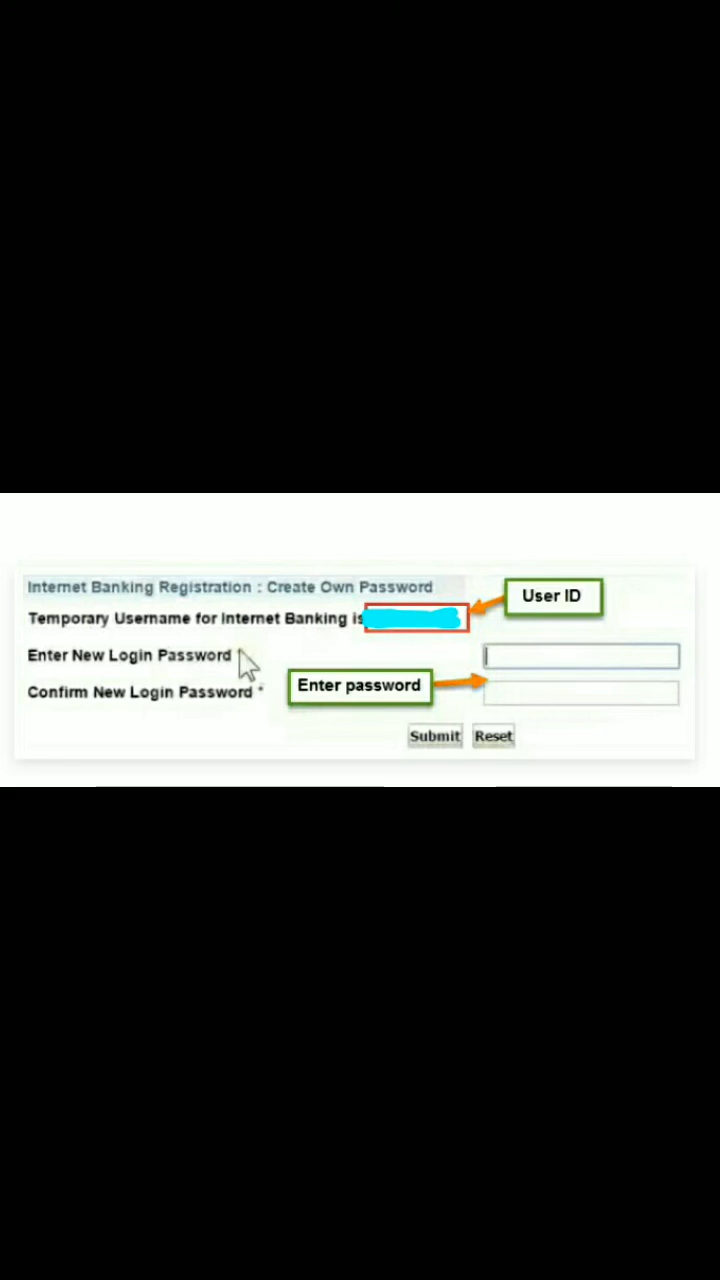 Internet Banking Registration : Create Own Password
User ID
Temporary Username for Internet Banking is
Enter New Login Password
Enter password
Confirm New Login Password *
Submit Reset